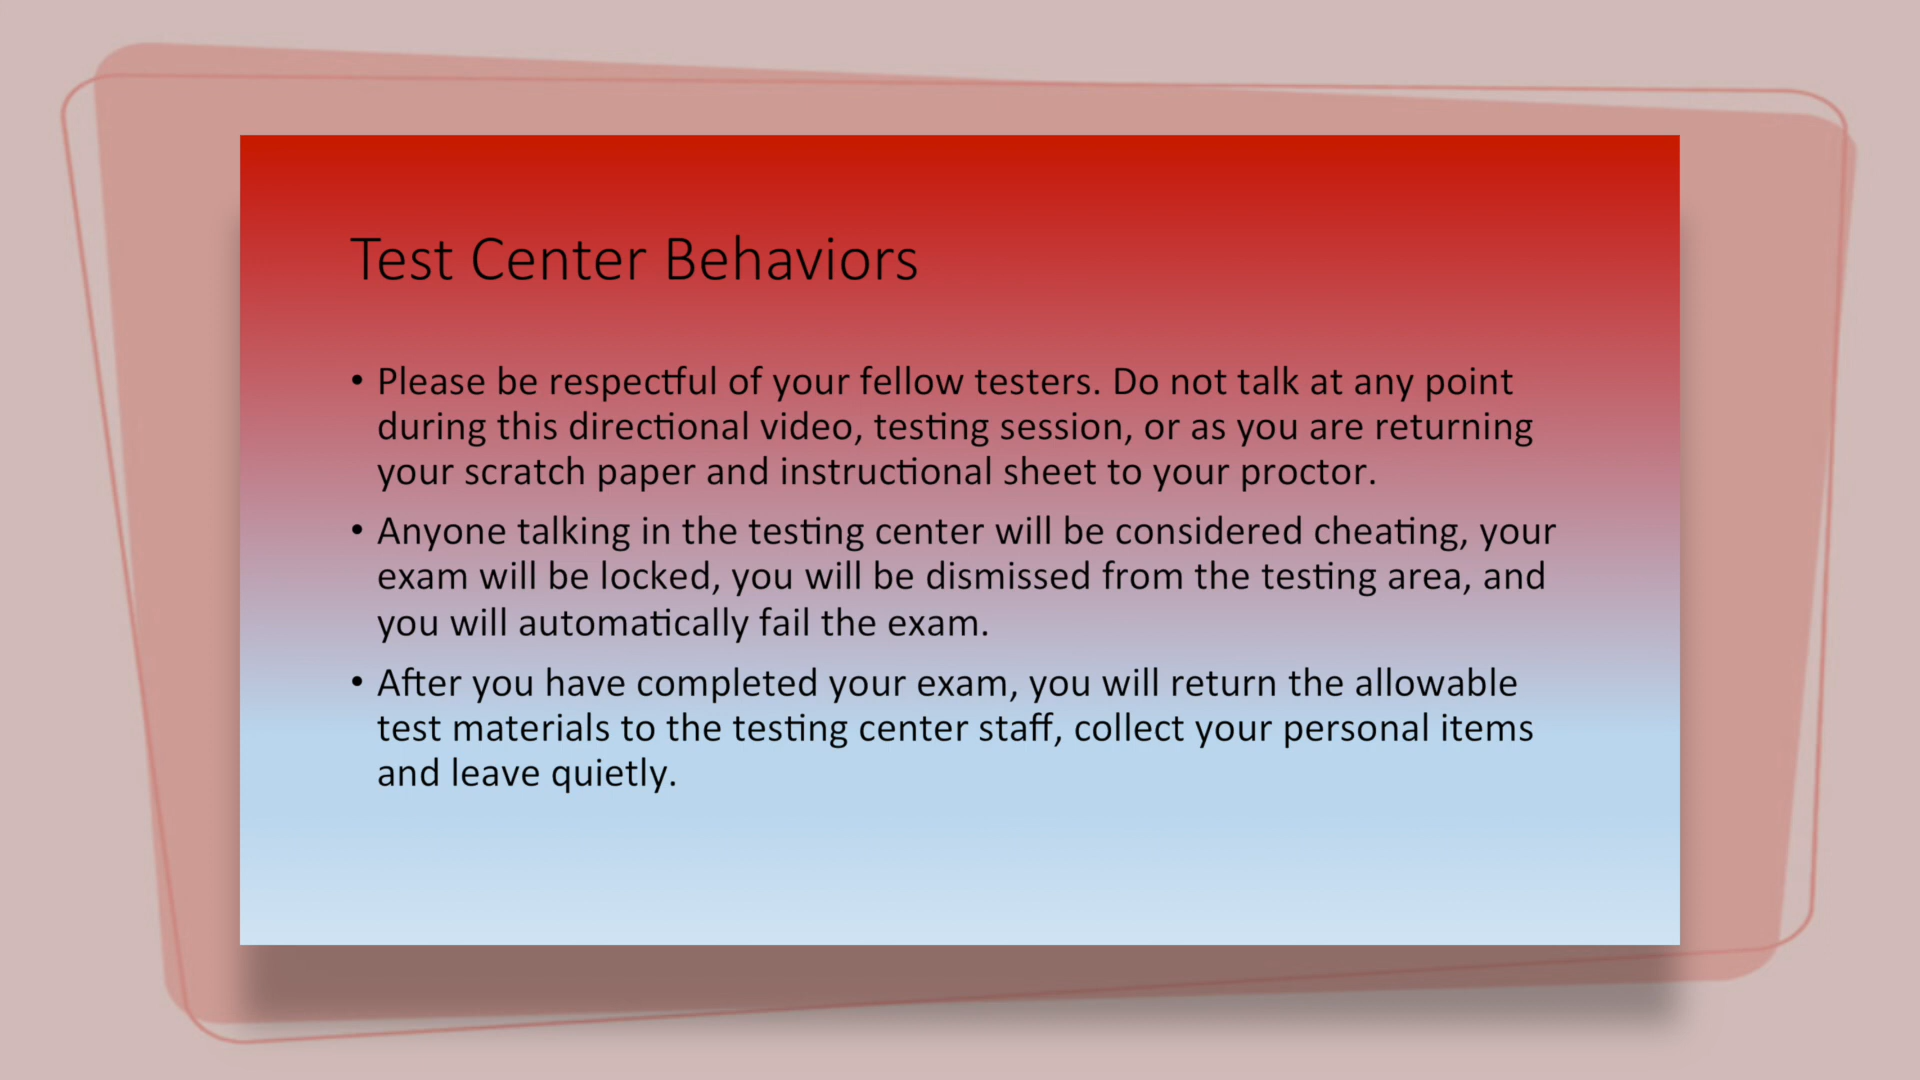 Test Center Behaviors
• Please be respectful of your fellow testers. Do not talk at any point
during this directional video, testing session, or as you are returning
your scratch paper and instructional sheet to your proctor.
• Anyone talking in the testing center will be considered cheating, your
exam will be locked, you will be dismissed from the testing area, and
you will automatically fail the exam.
• After you have completed your exam, you will return the allowable
test materials to the testing center staff, collect your personal items
and leave quietly.